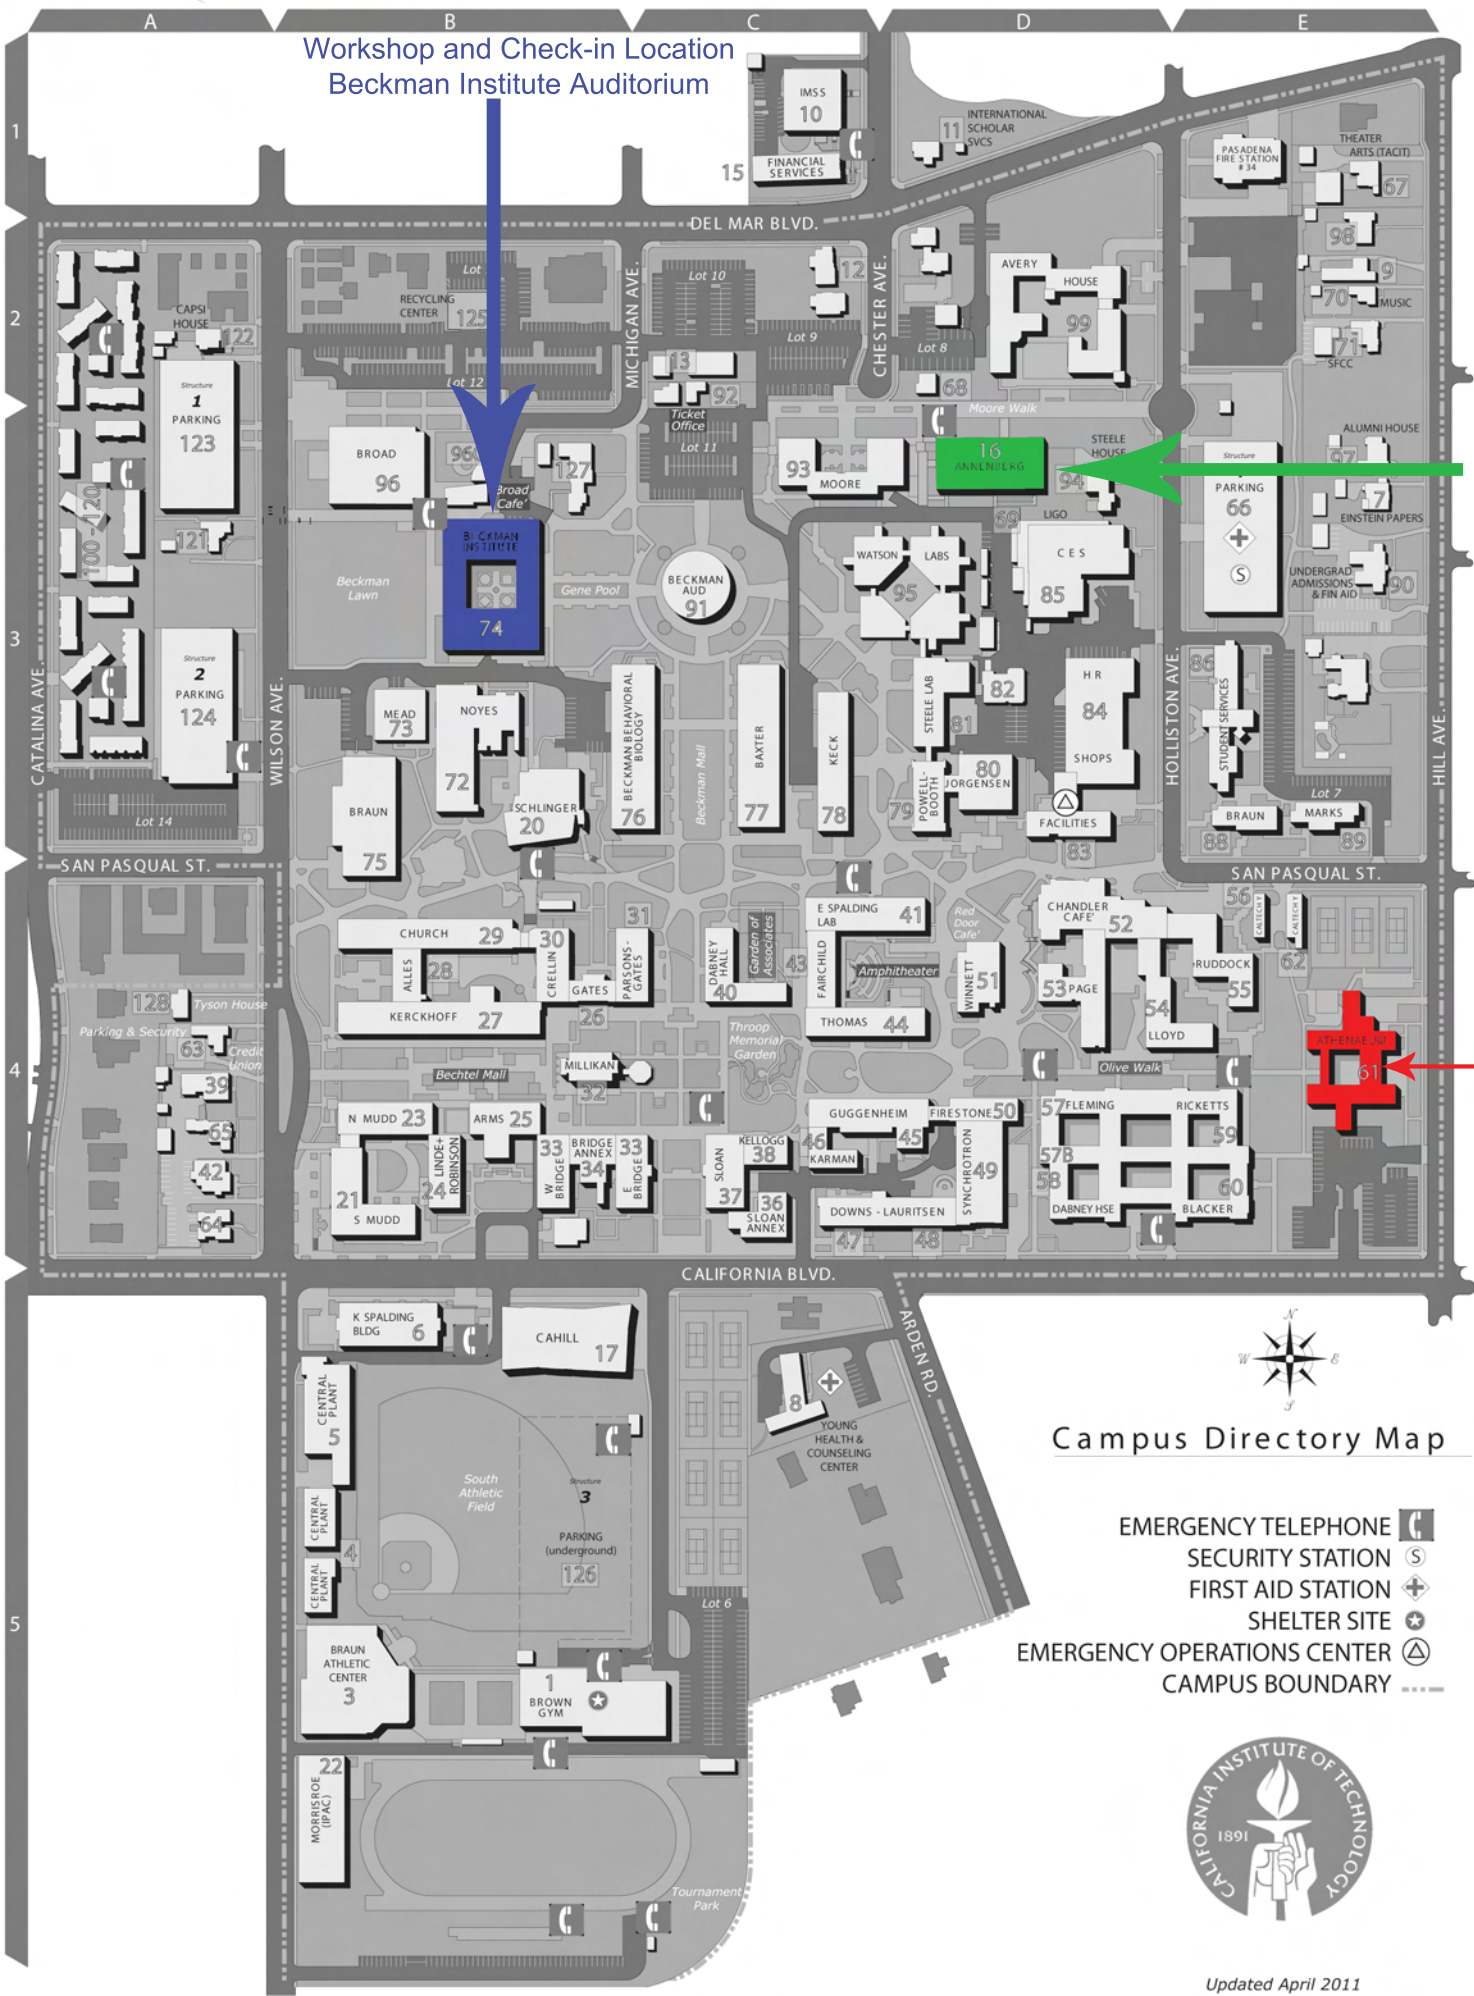 A
B
C
D
E
Workshop and Check-in Location
Beckman Institute Auditorium
1
IMSS
10
15
FINANCIAL
SERVICES
11
INTERNATIONAL
SCHOLAR
SVCS
PASADENA
FIRE STATION
# 34
THEATER
ARTS (TACIT)
67
DEL MAR BLVD.
98
9
70
MUSIC
71
SFCC
2
CAPSI
HOUSE
122
Lot
RECYCLING
CENTER
125
Lot 12
MICHIGAN AVE.
Lot 10
12
Lot 9
13
92
Ticket
Office
Lot 11
CHESTER AVE.
AVERY
HOUSE
99
Lot 8
68
Moore Walk
Structure
1
PARKING
123
BROAD
96
127
Broad
Cafe'
93
MOORE
16
ANNENBERG
STEELE
HOUSE
94
Structure
PARKING
66
S
ALUMNI HOUSE
97
7
EINSTEIN PAPERS
UNDERGRAD
ADMISSIONS
& FIN AID
90
100 - 120
121
BECKMAN
INSTITUTE
74
Beckman
Lawn
Gene Pool
BECKMAN
AUD
91
WATSON
LABS
95
69
LIGO
CES
85
3
Structure
2
PARKING
124
CATALINA AVE.
WILSON AVE.
MEAD
73
NOYES
72
BRAUN
75
SCHLINGER
20
BECKMAN BEHAVIORAL
BIOLOGY
76
Beckman Mall
BAXTER
77
KECK
78
STEELE LAB
81
82
HR
84
SHOPS
79
POWELL-
BOOTH
80
JORGENSEN
FACILITIES
83
HOLLISTON AVE.
86
STUDENT SERVICES
HILL AVE.
Lot 7
BRAUN
88
MARKS
89
Lot 14
SAN PASQUAL ST.
SAN PASQUAL ST.
CHURCH
29
30
ALLES
28
CRELLIN
GATES
26
31
PARSONS-
GATES
KERCKHOFF
27
DABNEY
HALL
40
Garden of
Associates
43
E SPALDING
LAB
41
FAIRCHILD
Amphitheater
THOMAS
44
Red
Door
Cafe'
WINNETT
51
CHANDLER
CAFE'
52
53
PAGE
54
LLOYD
RUDDOCK
55
56
CALTECH Y
CALTECH Y
62
128
Tyson House
Parking & Security
63
Credit
Union
39
65
42
64
4
Bechtel Mall
MILLIKAN
32
Throop
Memorial
Garden
Olive Walk
ATHENAEUM
61
N MUDD
23
ARMS
25
LINDE+
ROBINSON
24
21
S MUDD
33
W
BRIDGE
BRIDGE
ANNEX
34
33
E
BRIDGE
SLOAN
37
KELLOGG
38
36
SLOAN
ANNEX
GUGGENHEIM
FIRESTONE
50
46
KARMAN
45
SYNCHROTRON
49
DOWNS - LAURITSEN
47
48
57
FLEMING
RICKETTS
59
57B
58
60
DABNEY HSE
BLACKER
CALIFORNIA BLVD.
K SPALDING
BLDG
6
CAHILL
17
CENTRAL
PLANT
5
CENTRAL
PLANT
4
CENTRAL
PLANT
South
Athletic
Field
Structure
3
PARKING
(underground)
126
8
YOUNG
HEALTH &
COUNSELING
CENTER
ARDEN RD.
Lot 6
5
BRAUN
ATHLETIC
CENTER
3
1
BROWN
GYM
22
MORRISROE
(IPAC)
Tournament
Park
N
W
E
S
Campus Directory Map
EMERGENCY TELEPHONE
SECURITY STATION S
FIRST AID STATION
SHELTER SITE
EMERGENCY OPERATIONS CENTER
CAMPUS BOUNDARY
CALIFORNIA INSTITUTE OF TECHNOLOGY
1891
Updated April 2011